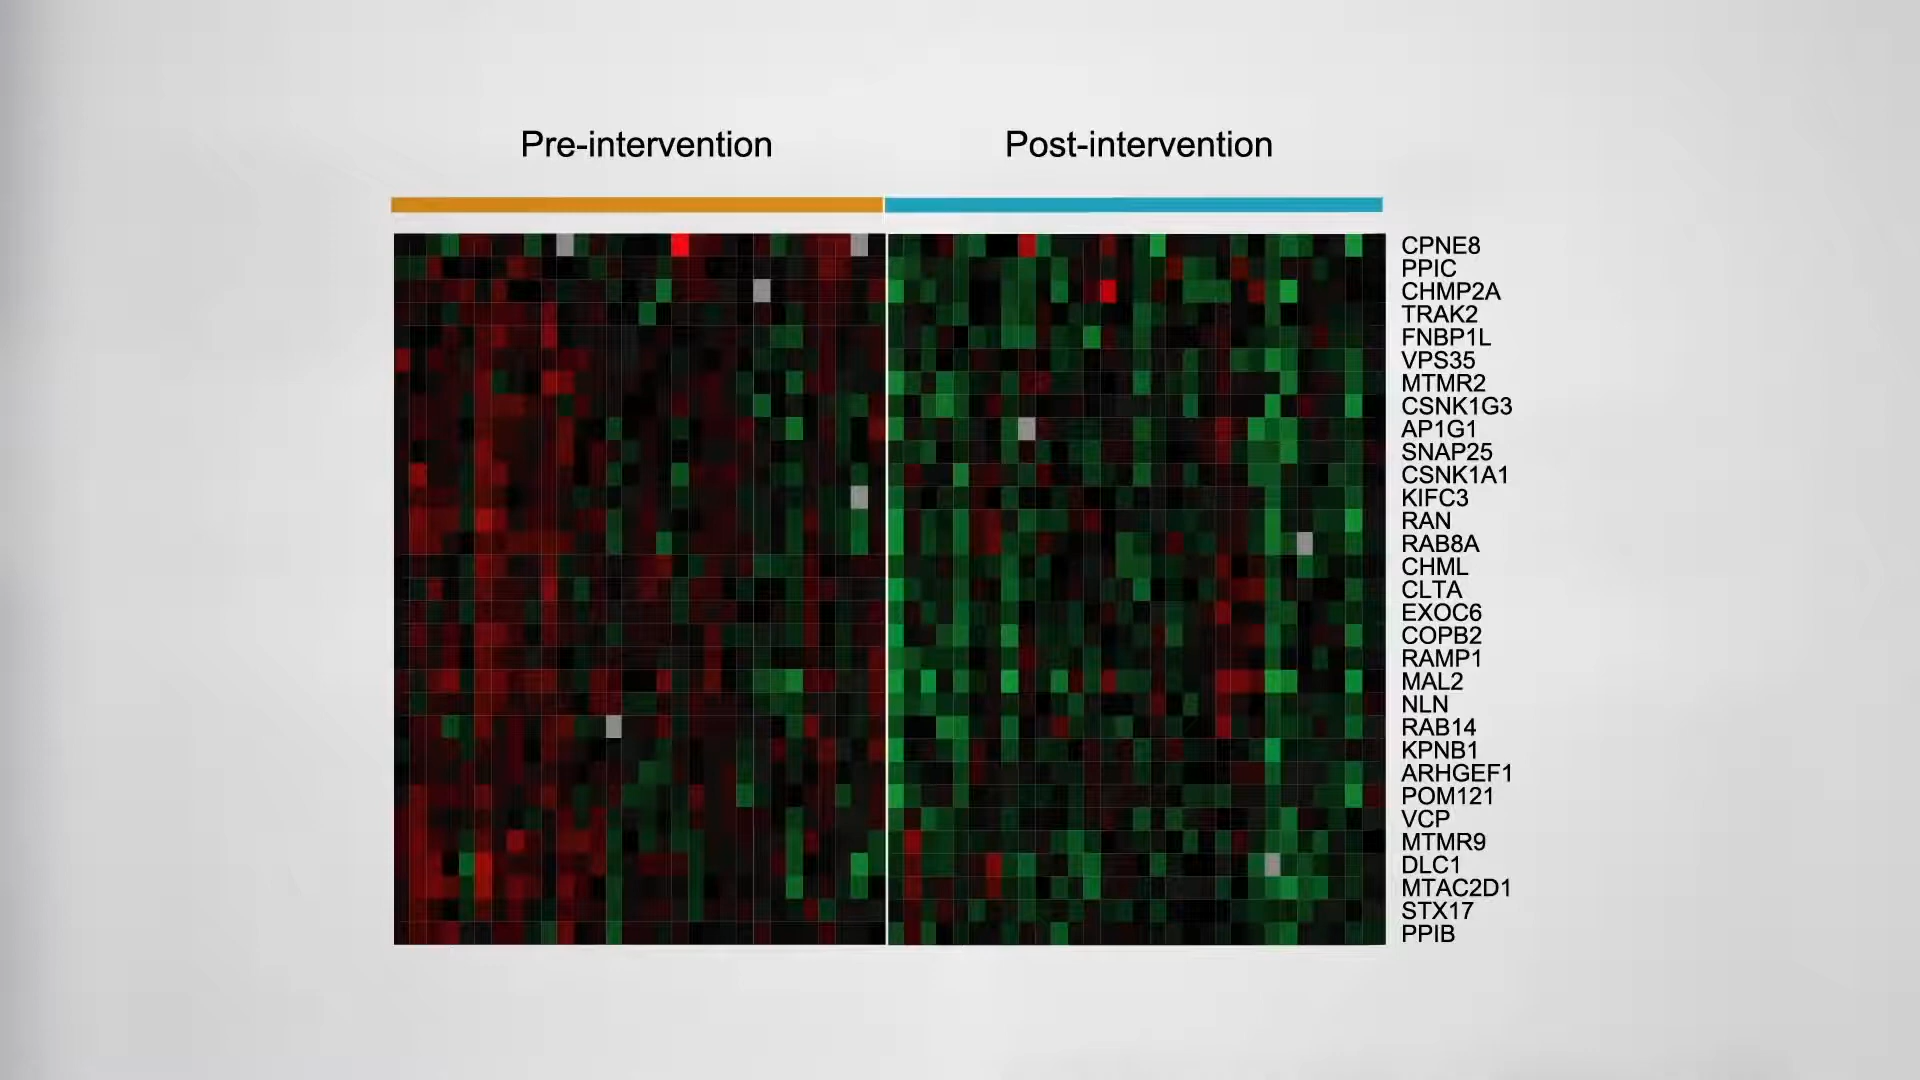 Pre-intervention
Post-intervention
CPNE8
PPIC
CHMP2A
TRAK2
FNBP1L
VPS35
MTMR2
CSNK1G3
AP1G1
SNAP25
CSNK1A1
KIFC3
RAN
RAB8A
CHML
CLTA
EXOC6
COPB2
RAMP1
MAL2
NLN
RAB14
KPNB1
ARHGEF1
POM121
VCP
MTMR9
DLC1
MTAC2D1
STX17
PPIB